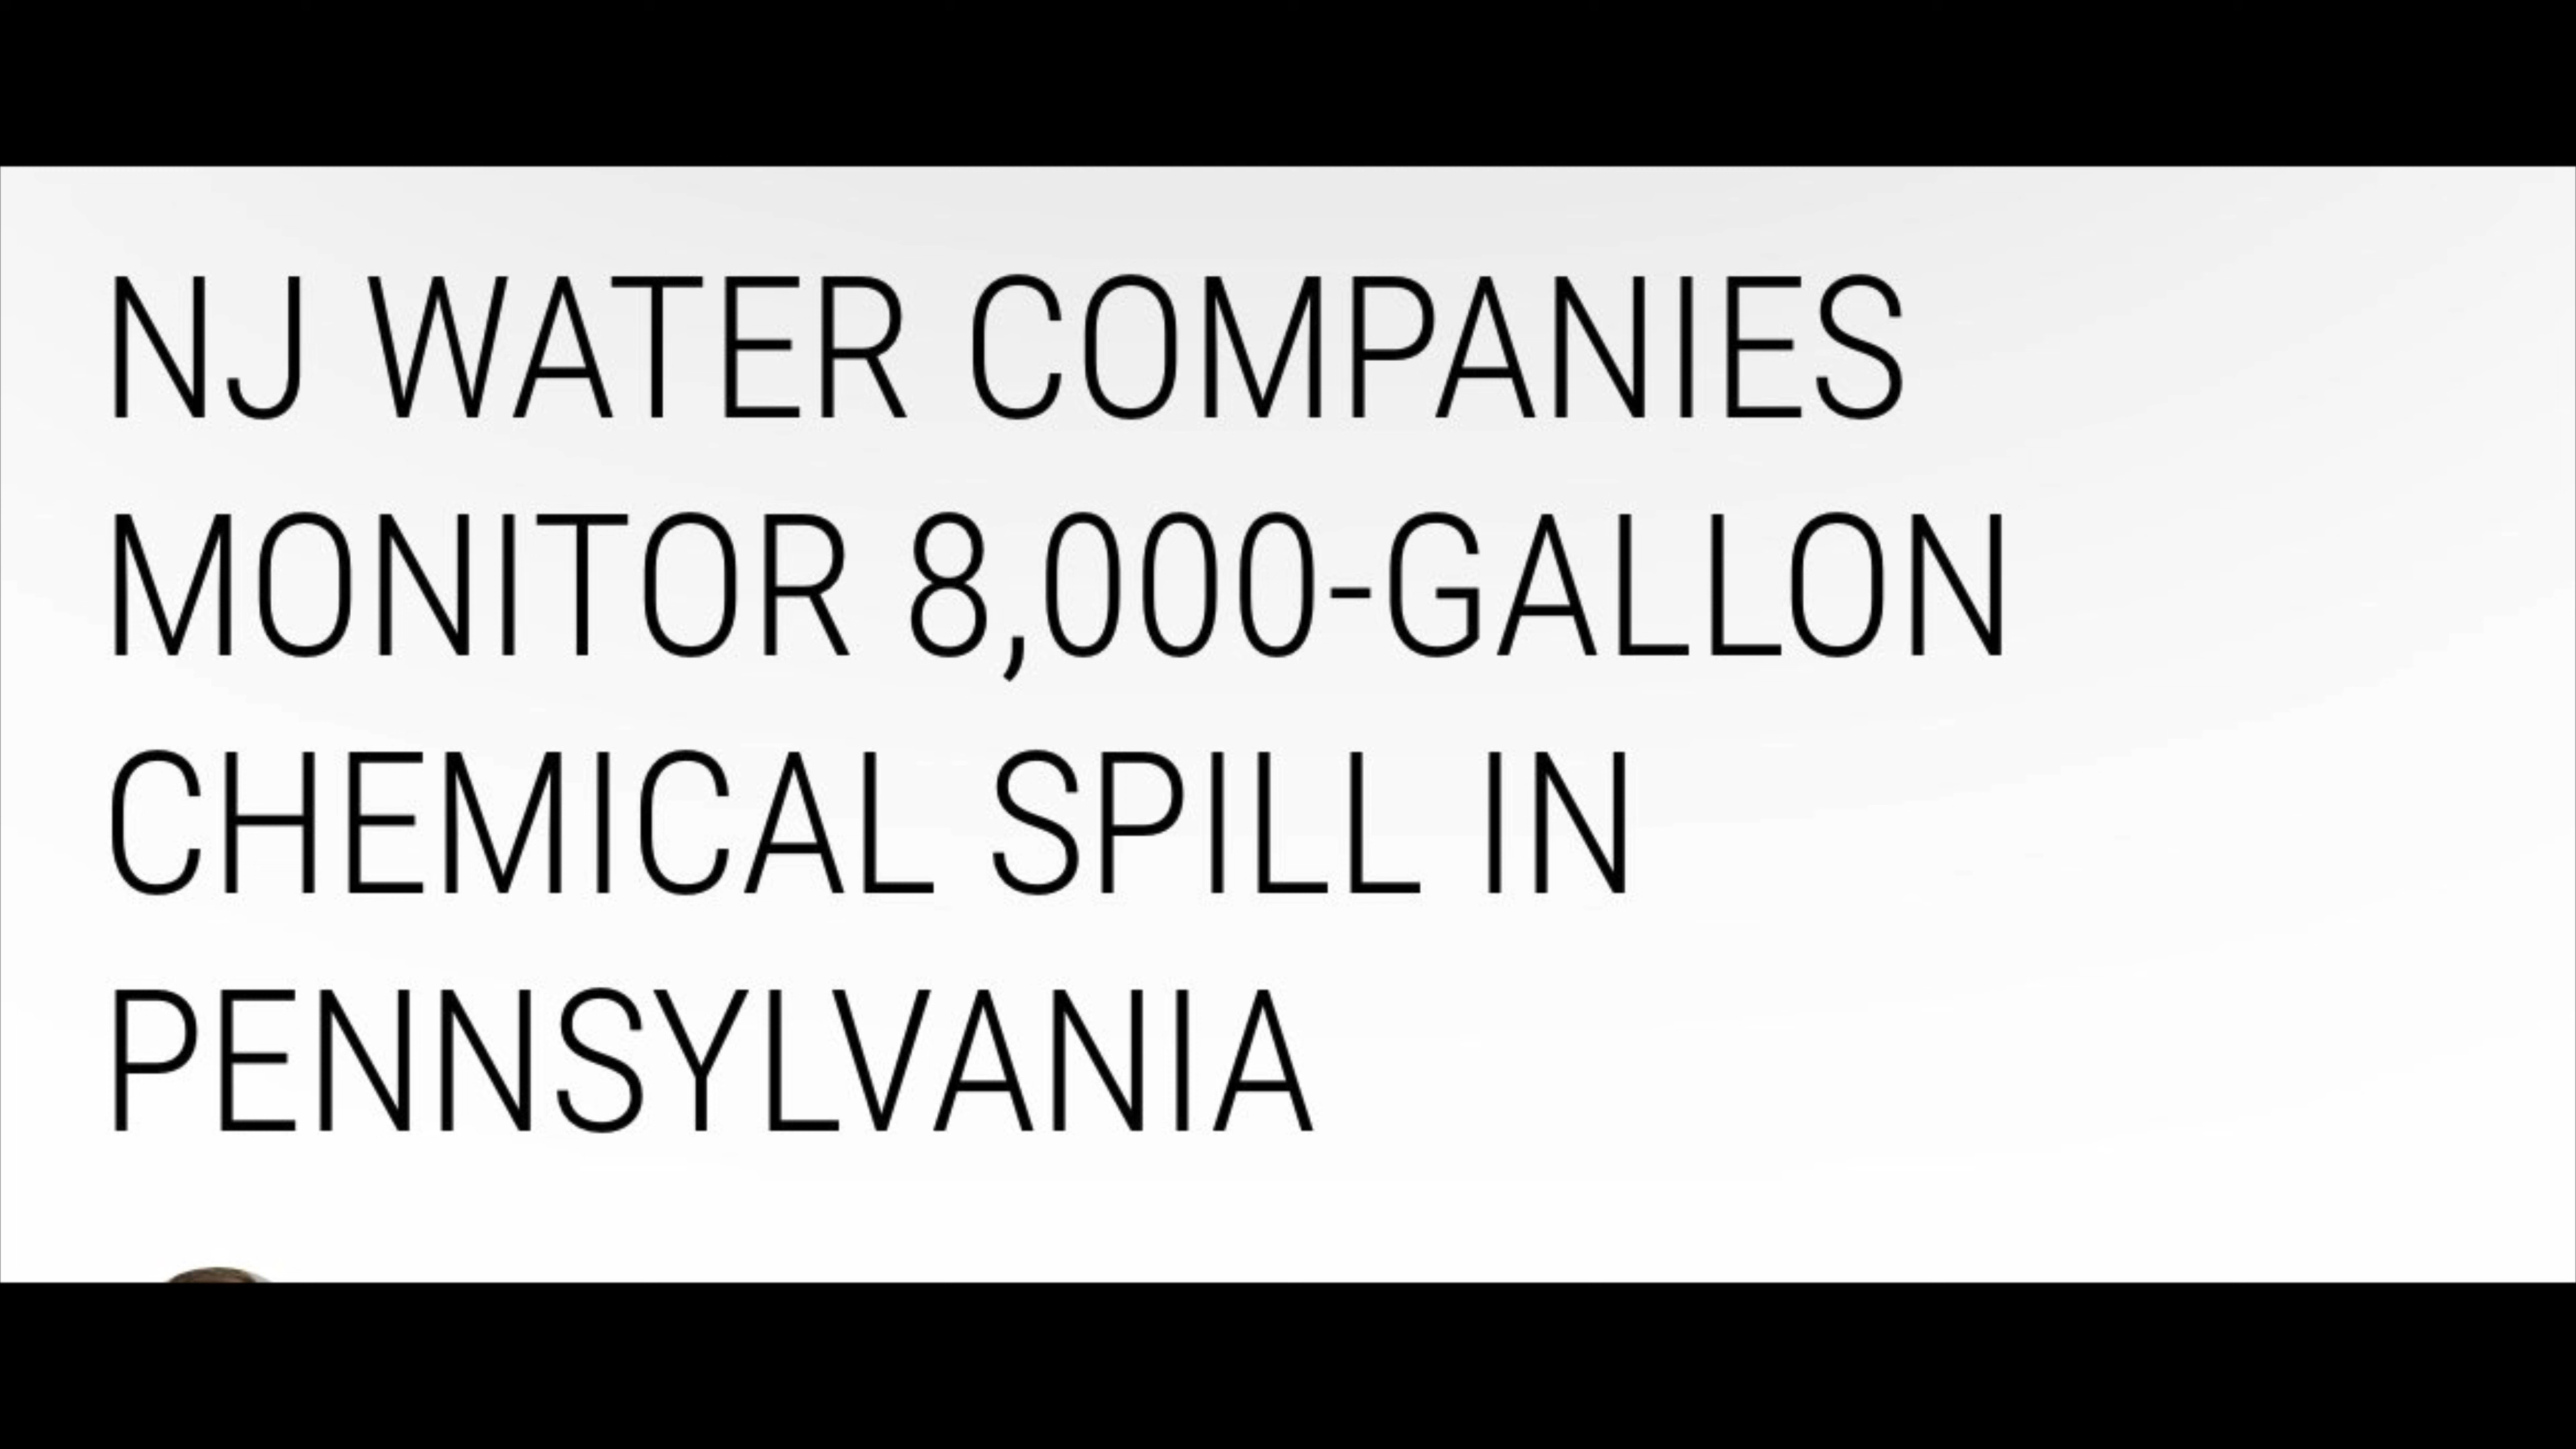 NJ WATER COMPANIES
MONITOR 8,000-GALLON
CHEMICAL SPILL IN
PENNSYLVANIA